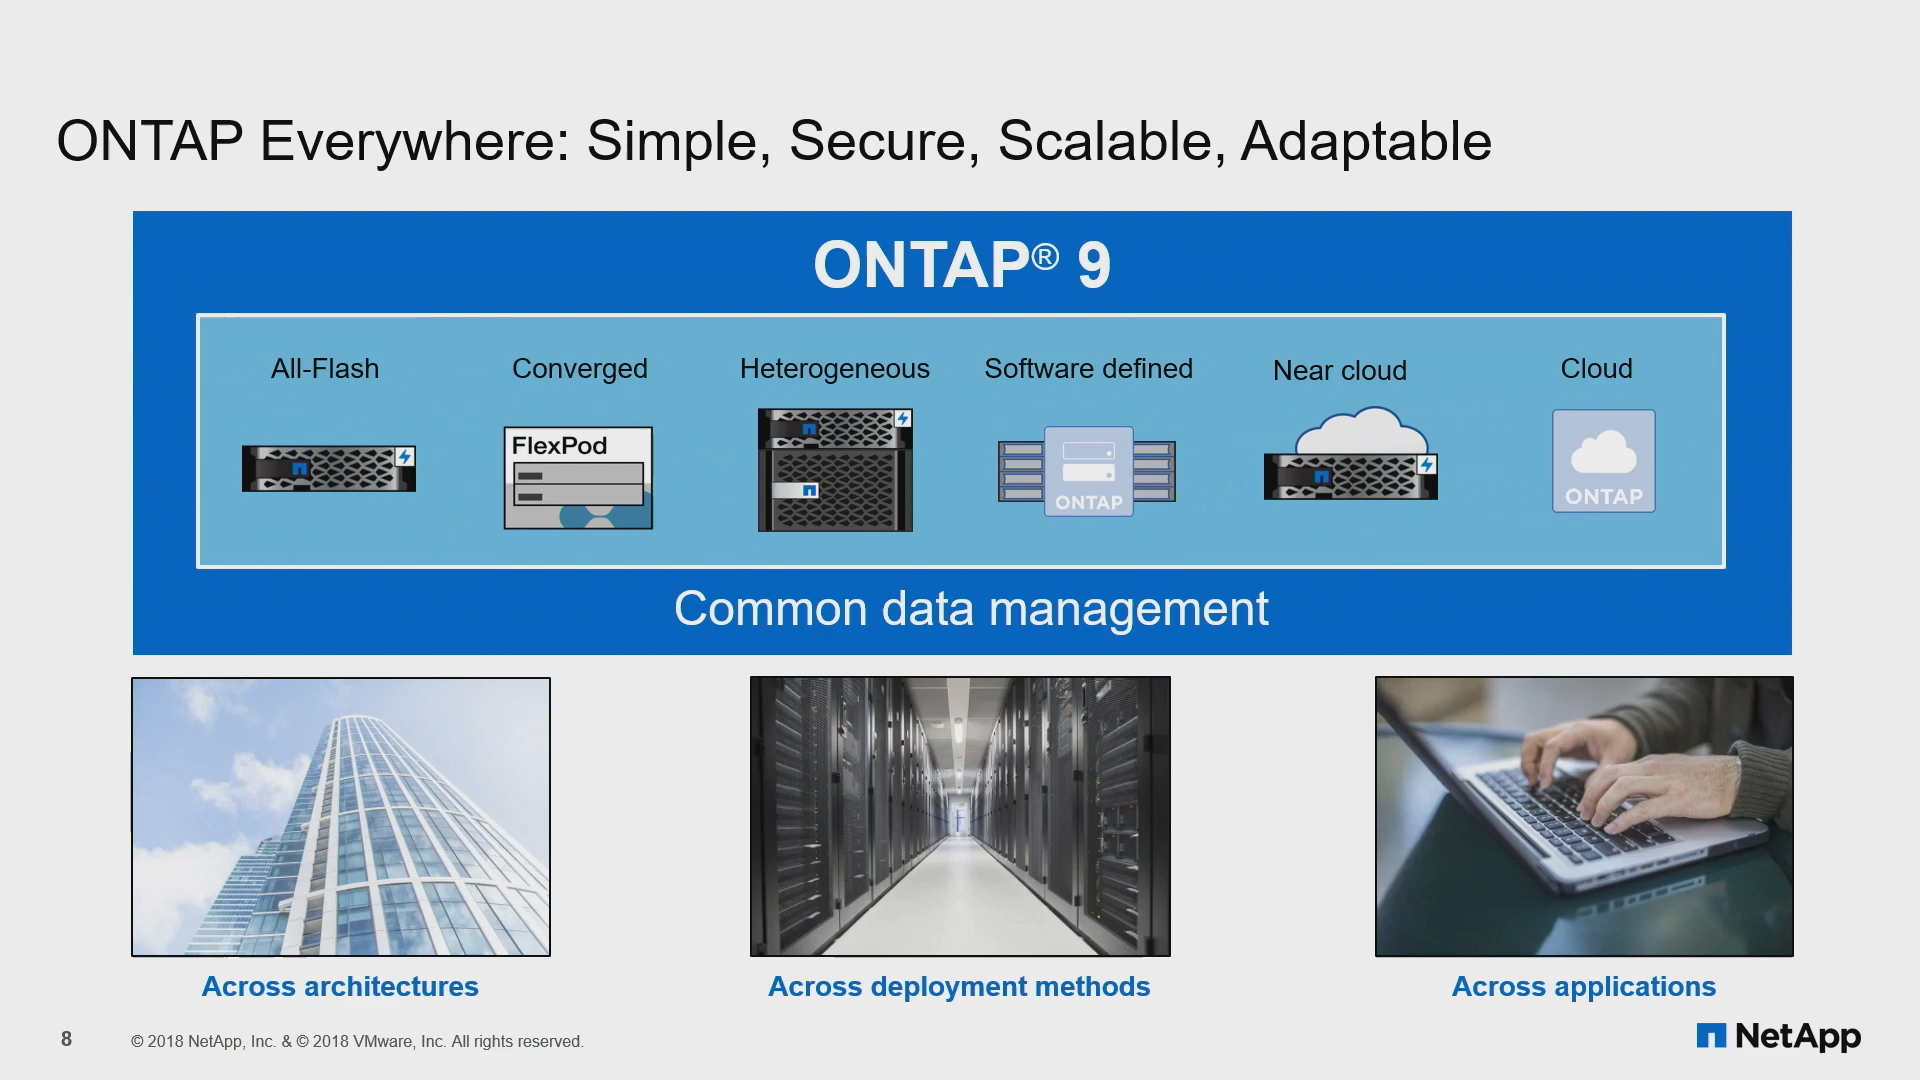 ONTAP Everywhere: Simple, Secure, Scalable, Adaptable
ONTAP® 9
All-Flash
Converged
Heterogeneous
Software defined
Near cloud
Cloud
FlexPod
ONTAP
ONTAP
Common data management
Across architectures
Across deployment methods
Across applications
8
© 2018 NetApp, Inc. & © 2018 VMware, Inc. All rights reserved.
NetApp